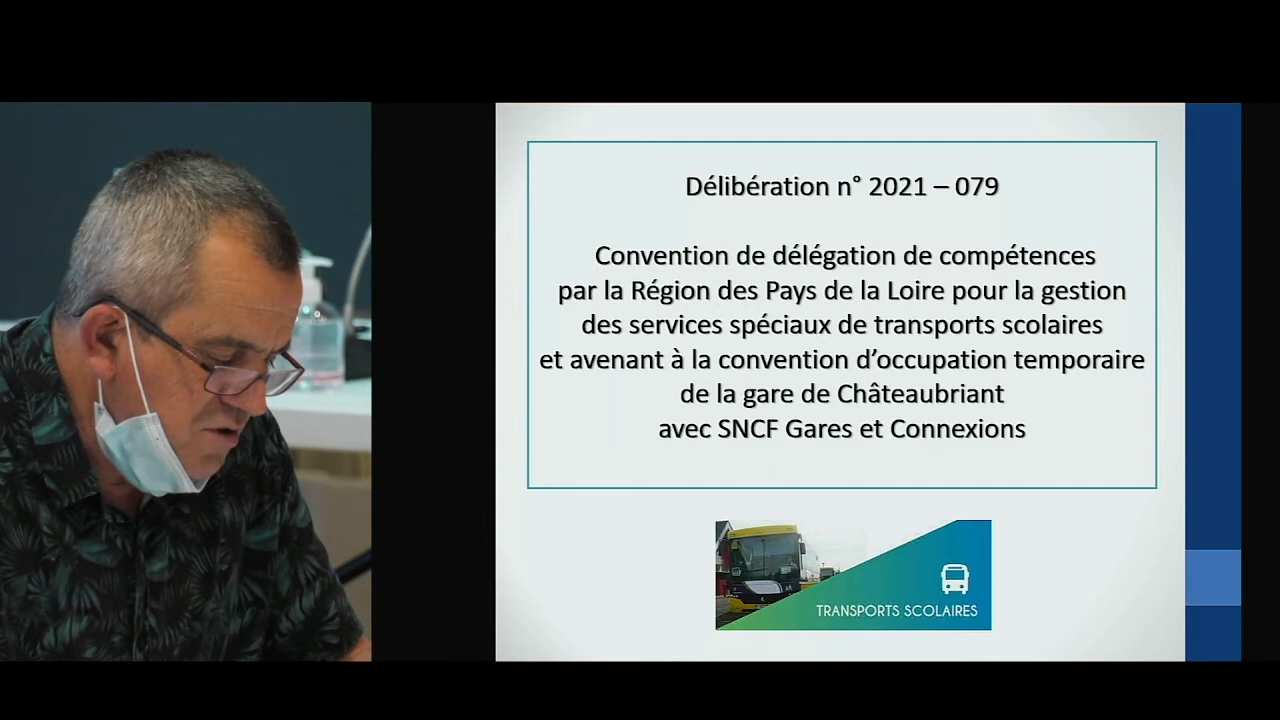 Délibération n° 2021 – 079
Convention de délégation de compétences
par la Région des Pays de la Loire pour la gestion
des services spéciaux de transports scolaires
et avenant à la convention d’occupation temporaire
de la gare de Châteaubriant
avec SNCF Gares et Connexions
TRANSPORTS SCOLAIRES